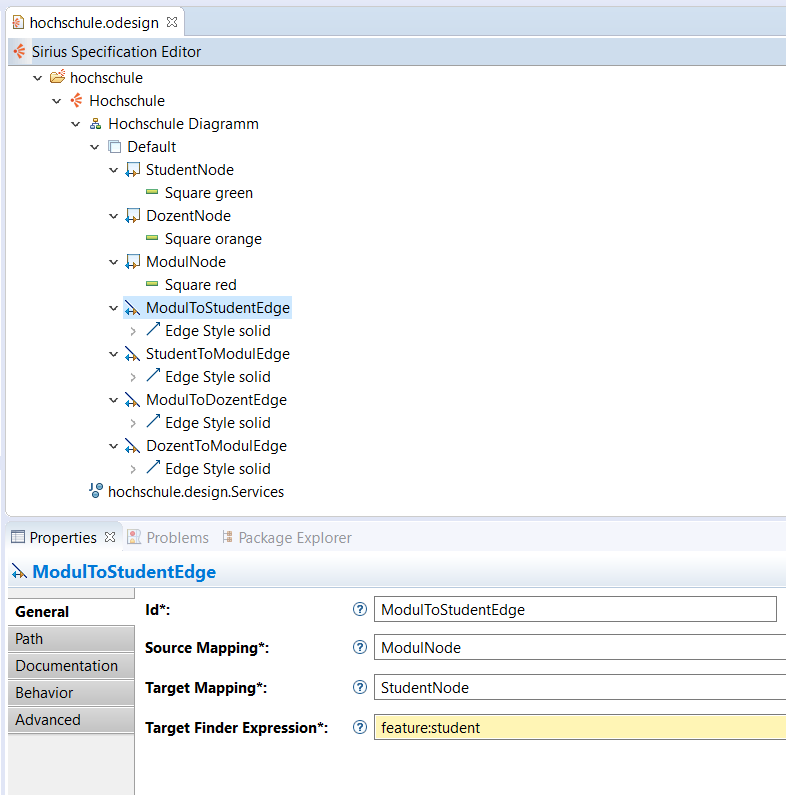 hochschule.odesign
Sirius Specification Editor
hochschule
Hochschule
Hochschule Diagramm
Default
StudentNode
Square green
DozentNode
Square orange
ModulNode
Square red
ModulToStudentEdge
Edge Style solid
StudentToModulEdge
Edge Style solid
ModulToDozentEdge
Edge Style solid
DozentToModulEdge
Edge Style solid
hochschule.design.Services
Properties Problems Package Explorer
ModulToStudentEdge
General
Path
Documentation
Behavior
Advanced
Id*: ? ModulToStudentEdge
Source Mapping*: ? ModulNode
Target Mapping*: ? StudentNode
Target Finder Expression*: ? feature:student